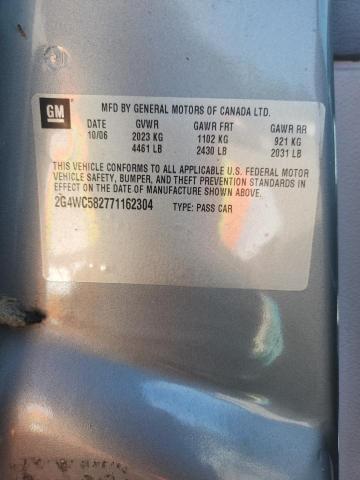 GM
MFD BY GENERAL MOTORS OF CANADA LTD.
DATE GVWR GAWR FRT GAWR RR
10/06 2023 KG 1102 KG 921 KG
4461 LB 2430 LB 2031 LB
THIS VEHICLE CONFORMS TO ALL APPLICABLE U.S. FEDERAL MOTOR
VEHICLE SAFETY, BUMPER, AND THEFT PREVENTION STANDARDS IN
EFFECT ON THE DATE OF MANUFACTURE SHOWN ABOVE.
2G4WC582771162304 TYPE: PASS CAR